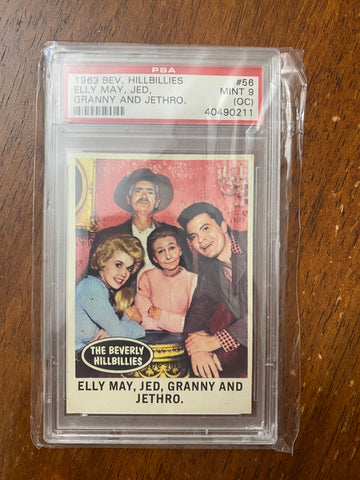 PSA
1963 BEV. HILLBILLIES #56
ELLY MAY, JED, MINT 9
GRANNY AND JETHRO. (OC)
40490211
THE BEVERLY
HILLBILLIES
ELLY MAY, JED, GRANNY AND
JETHRO.